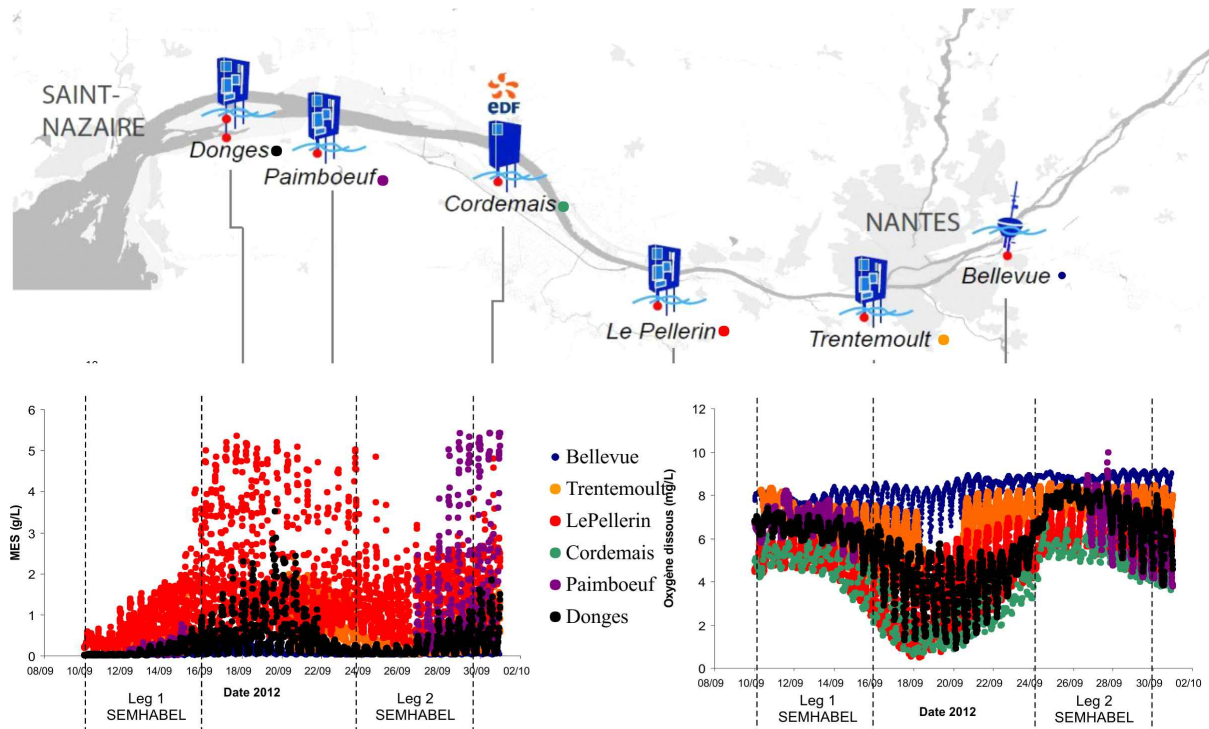 SAINT-
NAZAIRE
Donges
Paimboeuf
eDF
Cordemais
Le Pellerin
NANTES
Trentemoult
Bellevue
MES (g/L)
6
5
4
3
2
1
0
08/09 10/09 12/09 14/09 16/09 18/09 20/09 22/09 24/09 26/09 28/09 30/09 02/10
Leg 1
SEMHABEL
Date 2012
Leg 2
SEMHABEL
Bellevue
Trentemoult
LePellerin
Cordemais
Paimboeuf
Donges
Oxygène dissous (mg/L)
12
10
8
6
4
2
0
08/09 10/09 12/09 14/09 16/09 18/09 20/09 22/09 24/09 26/09 28/09 30/09 02/10
Leg 1
SEMHABEL
Date 2012
Leg 2
SEMHABEL